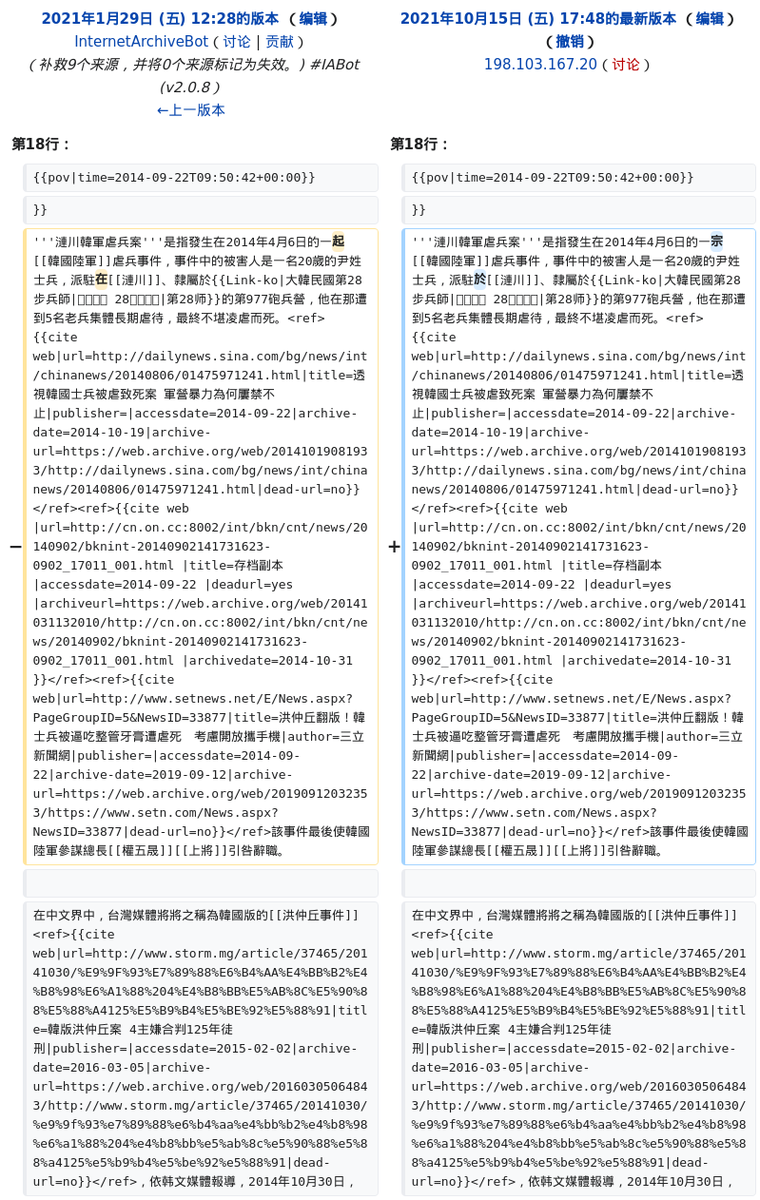 2021年1月29日 (五) 12:28的版本 （编辑）
InternetArchiveBot（讨论 | 贡献）
（补救9个来源，并将0个来源标记为失效。) #IABot
(v2.0.8 ）
←上一版本
2021年10月15日 (五) 17:48的最新版本 （编辑）
（撤销）
198.103.167.20（讨论）
第18行：
第18行：
{{pov|time=2014-09-22T09:50:42+00:00}}
{{pov|time=2014-09-22T09:50:42+00:00}}
}}
}}
−
'''漣川韓軍虐兵案'''是指發生在2014年4月6日的一起
[[韓國陸軍]]虐兵事件，事件中的被害人是一名20歲的尹姓
士兵，派駐在[[漣川]]、隸屬於{{Link-ko|大韓民國第28
步兵師|□□□□ 28□□□□|第28师}}的第977砲兵營，他在那遭
到5名老兵集體長期虐待，最終不堪凌虐而死。<ref>
{{cite
web|url=http://dailynews.sina.com/bg/news/int
/chinanews/20140806/01475971241.html|title=透
視韓國士兵被虐致死案 軍營暴力為何屢禁不
止|publisher=|accessdate=2014-09-22|archive-
date=2014-10-19|archive-
url=https://web.archive.org/web/2014101908193
3/http://dailynews.sina.com/bg/news/int/china
news/20140806/01475971241.html|dead-url=no}}
</ref><ref>{{cite web
|url=http://cn.on.cc:8002/int/bkn/cnt/news/20
140902/bknint-20140902141731623-
0902_17011_001.html |title=存档副本
|accessdate=2014-09-22 |deadurl=yes
|archiveurl=https://web.archive.org/web/20141
031132010/http://cn.on.cc:8002/int/bkn/cnt/ne
ws/20140902/bknint-20140902141731623-
0902_17011_001.html |archivedate=2014-10-31
}}</ref><ref>{{cite
web|url=http://www.setnews.net/E/News.aspx?
PageGroupID=5&NewsID=33877|title=洪仲丘翻版！韓
士兵被逼吃整管牙膏遭虐死　考慮開放攜手機|author=三立
新聞網|publisher=|accessdate=2014-09-
22|archive-date=2019-09-12|archive-
url=https://web.archive.org/web/2019091203235
3/https://www.setn.com/News.aspx?
NewsID=33877|dead-url=no}}</ref>該事件最後使韓國
陸軍參謀總長[[權五晟]][[上將]]引咎辭職。
+
'''漣川韓軍虐兵案'''是指發生在2014年4月6日的一宗
[[韓國陸軍]]虐兵事件，事件中的被害人是一名20歲的尹姓
士兵，派駐於[[漣川]]、隸屬於{{Link-ko|大韓民國第28
步兵師|□□□□ 28□□□□|第28师}}的第977砲兵營，他在那遭
到5名老兵集體長期虐待，最終不堪凌虐而死。<ref>
{{cite
web|url=http://dailynews.sina.com/bg/news/int
/chinanews/20140806/01475971241.html|title=透
視韓國士兵被虐致死案 軍營暴力為何屢禁不
止|publisher=|accessdate=2014-09-22|archive-
date=2014-10-19|archive-
url=https://web.archive.org/web/2014101908193
3/http://dailynews.sina.com/bg/news/int/china
news/20140806/01475971241.html|dead-url=no}}
</ref><ref>{{cite web
|url=http://cn.on.cc:8002/int/bkn/cnt/news/20
140902/bknint-20140902141731623-
0902_17011_001.html |title=存档副本
|accessdate=2014-09-22 |deadurl=yes
|archiveurl=https://web.archive.org/web/20141
031132010/http://cn.on.cc:8002/int/bkn/cnt/ne
ws/20140902/bknint-20140902141731623-
0902_17011_001.html |archivedate=2014-10-31
}}</ref><ref>{{cite
web|url=http://www.setnews.net/E/News.aspx?
PageGroupID=5&NewsID=33877|title=洪仲丘翻版！韓
士兵被逼吃整管牙膏遭虐死　考慮開放攜手機|author=三立
新聞網|publisher=|accessdate=2014-09-
22|archive-date=2019-09-12|archive-
url=https://web.archive.org/web/2019091203235
3/https://www.setn.com/News.aspx?
NewsID=33877|dead-url=no}}</ref>該事件最後使韓國
陸軍參謀總長[[權五晟]][[上將]]引咎辭職。
在中文界中，台灣媒體將將之稱為韓國版的[[洪仲丘事件]]
<ref>{{cite
web|url=http://www.storm.mg/article/37465/201
41030/%E9%9F%93%E7%89%88%E6%B4%AA%E4%BB%B2%E4
%B8%98%E6%A1%88%204%E4%B8%BB%E5%AB%8C%E5%90%8
8%E5%88%A4125%E5%B9%B4%E5%BE%92%E5%88%91|titl
e=韓版洪仲丘案 4主嫌合判125年徒
刑|publisher=|accessdate=2015-02-02|archive-
date=2016-03-05|archive-
url=https://web.archive.org/web/2016030506484
3/http://www.storm.mg/article/37465/20141030/
%e9%9f%93%e7%89%88%e6%b4%aa%e4%bb%b2%e4%b8%98
%e6%a1%88%204%e4%b8%bb%e5%ab%8c%e5%90%88%e5%8
8%a4125%e5%b9%b4%e5%be%92%e5%88%91|dead-
url=no}}</ref>，依韩文媒體報導，2014年10月30日，
在中文界中，台灣媒體將將之稱為韓國版的[[洪仲丘事件]]
<ref>{{cite
web|url=http://www.storm.mg/article/37465/201
41030/%E9%9F%93%E7%89%88%E6%B4%AA%E4%BB%B2%E4
%B8%98%E6%A1%88%204%E4%B8%BB%E5%AB%8C%E5%90%8
8%E5%88%A4125%E5%B9%B4%E5%BE%92%E5%88%91|titl
e=韓版洪仲丘案 4主嫌合判125年徒
刑|publisher=|accessdate=2015-02-02|archive-
date=2016-03-05|archive-
url=https://web.archive.org/web/2016030506484
3/http://www.storm.mg/article/37465/20141030/
%e9%9f%93%e7%89%88%e6%b4%aa%e4%bb%b2%e4%b8%98
%e6%a1%88%204%e4%b8%bb%e5%ab%8c%e5%90%88%e5%8
8%a4125%e5%b9%b4%e5%be%92%e5%88%91|dead-
url=no}}</ref>，依韩文媒體報導，2014年10月30日，